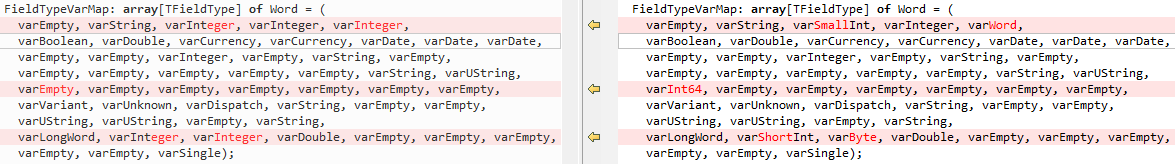 FieldTypeVarMap: array[TFieldType] of Word = (
varEmpty, varString, varInteger, varInteger, varInteger,
varBoolean, varDouble, varCurrency, varCurrency, varDate, varDate, varDate,
varEmpty, varEmpty, varInteger, varEmpty, varString, varEmpty,
varEmpty, varEmpty, varEmpty, varEmpty, varEmpty, varString, varUString,
varEmpty, varEmpty, varEmpty, varEmpty, varEmpty, varEmpty, varEmpty,
varVariant, varUnknown, varDispatch, varString, varEmpty, varEmpty,
varUString, varUString, varEmpty, varString,
varLongWord, varInteger, varInteger, varDouble, varEmpty, varEmpty, varEmpty,
varEmpty, varEmpty, varSingle);
FieldTypeVarMap: array[TFieldType] of Word = (
varEmpty, varString, varSmallInt, varInteger, varWord,
varBoolean, varDouble, varCurrency, varCurrency, varDate, varDate, varDate,
varEmpty, varEmpty, varInteger, varEmpty, varString, varEmpty,
varEmpty, varEmpty, varEmpty, varEmpty, varEmpty, varString, varUString,
varInt64, varEmpty, varEmpty, varEmpty, varEmpty, varEmpty, varEmpty,
varVariant, varUnknown, varDispatch, varString, varEmpty, varEmpty,
varUString, varUString, varEmpty, varString,
varLongWord, varShortInt, varByte, varDouble, varEmpty, varEmpty, varEmpty,
varEmpty, varEmpty, varSingle);